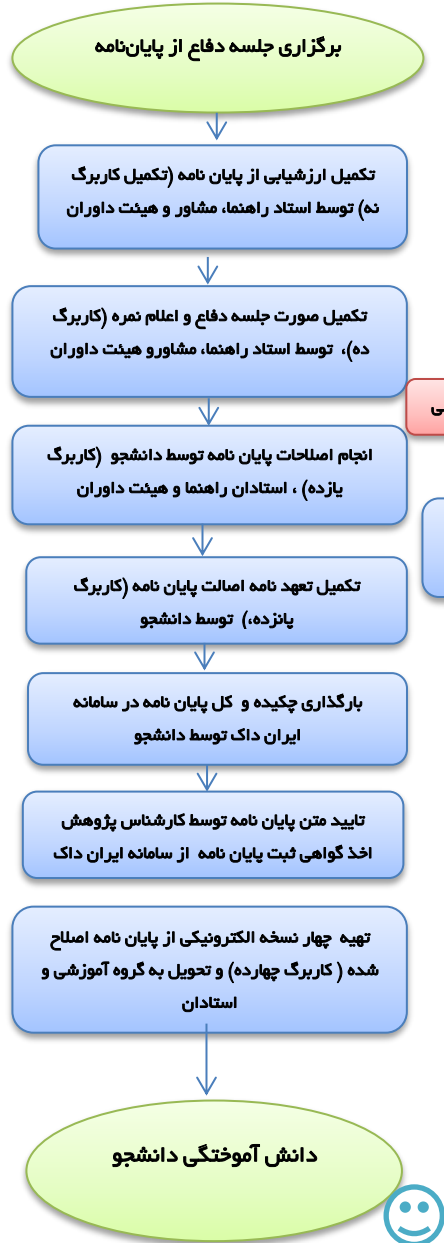 برگزاری جلسه دفاع از پایان‌نامه
تکمیل ارزشیابی از پایان نامه (تکمیل کاربرگ
نه) توسط استاد راهنما، مشاور و هیئت داوران
تکمیل صورت جلسه دفاع و اعلام نمره (کاربرگ
ده)، توسط استاد راهنما، مشاورو هیئت داوران
انجام اصلاحات پایان نامه توسط دانشجو (کاربرگ
یازده) ، استادان راهنما و هیئت داوران
تکمیل تعهد نامه اصالت پایان نامه (کاربرگ
پانزده،) توسط دانشجو
بارگذاری چکیده و کل پایان نامه در سامانه
ایران داک توسط دانشجو
تایید متن پایان نامه توسط کارشناس پژوهش
اخذ گواهی ثبت پایان نامه از سامانه ایران داک
تهیه چهار نسخه الکترونیکی از پایان نامه اصلاح
شده ( کاربرگ چهارده) و تحویل به گروه آموزشی و
استادان
دانش آموختگی دانشجو